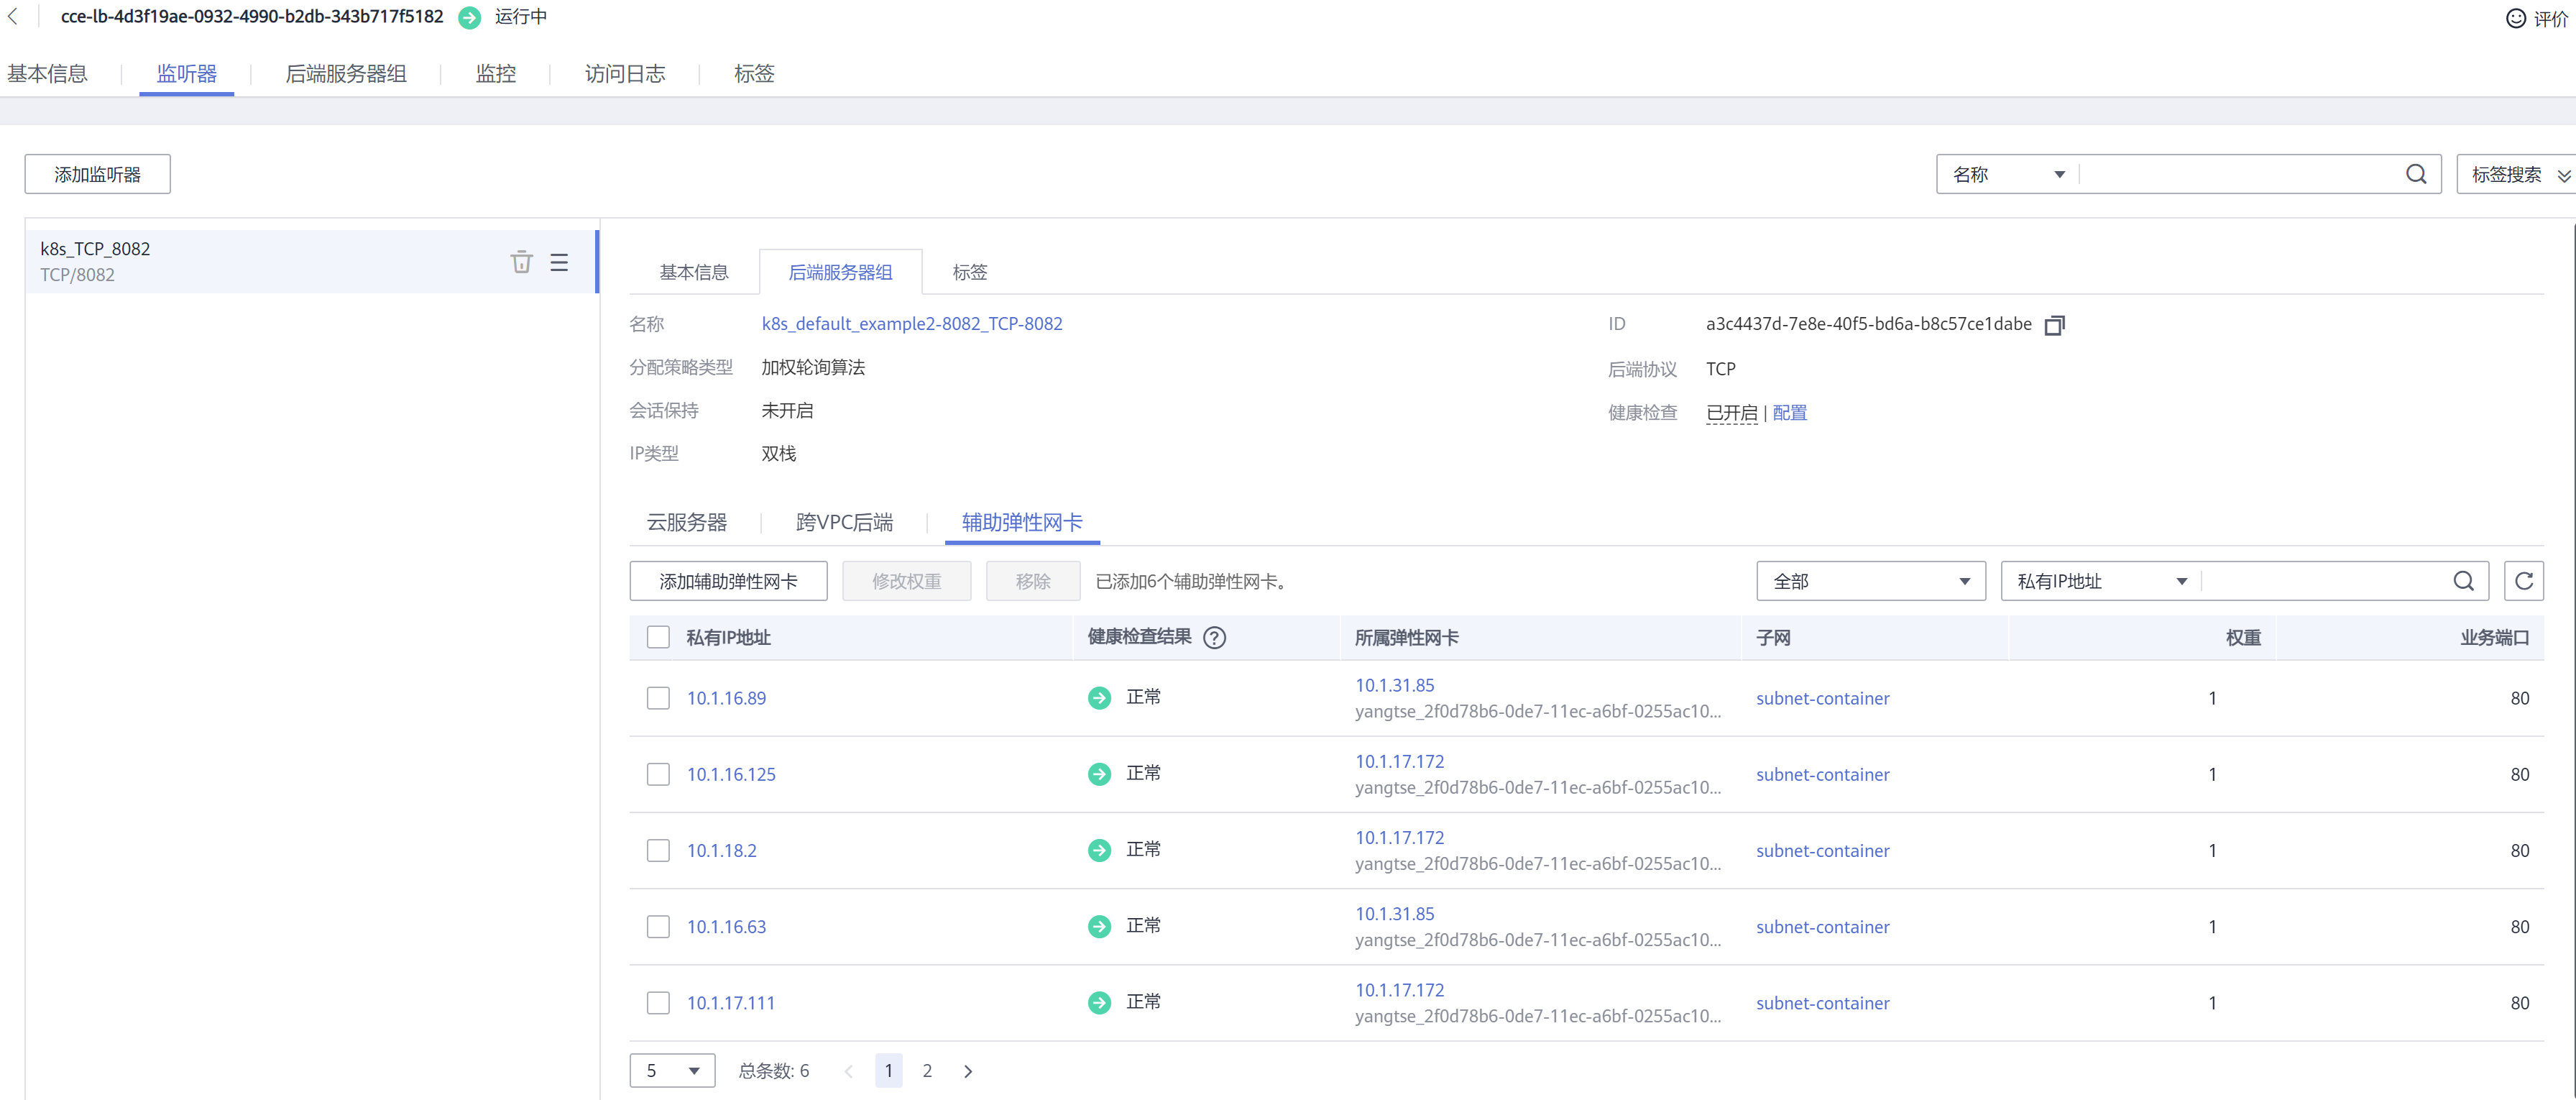 cce-lb-4d3f19ae-0932-4990-b2db-343b717f5182 运行中 评价
基本信息 监听器 后端服务器组 监控 访问日志 标签
添加监听器 名称 标签搜索
k8s_TCP_8082
TCP/8082
基本信息 后端服务器组 标签
名称 k8s_default_example2-8082_TCP-8082 ID a3c4437d-7e8e-40f5-bd6a-b8c57ce1dabe
分配策略类型 加权轮询算法 后端协议 TCP
会话保持 未开启 健康检查 已开启 | 配置
IP类型 双栈
云服务器 跨VPC后端 辅助弹性网卡
添加辅助弹性网卡 修改权重 移除 已添加6个辅助弹性网卡。 全部 私有IP地址
私有IP地址 健康检查结果 所属弹性网卡 子网 权重 业务端口
10.1.16.89 正常 10.1.31.85 subnet-container 1 80
yangtse_2f0d78b6-0de7-11ec-a6bf-0255ac10...
10.1.16.125 正常 10.1.17.172 subnet-container 1 80
yangtse_2f0d78b6-0de7-11ec-a6bf-0255ac10...
10.1.18.2 正常 10.1.17.172 subnet-container 1 80
yangtse_2f0d78b6-0de7-11ec-a6bf-0255ac10...
10.1.16.63 正常 10.1.31.85 subnet-container 1 80
yangtse_2f0d78b6-0de7-11ec-a6bf-0255ac10...
10.1.17.111 正常 10.1.17.172 subnet-container 1 80
yangtse_2f0d78b6-0de7-11ec-a6bf-0255ac10...
5 总条数: 6 1 2